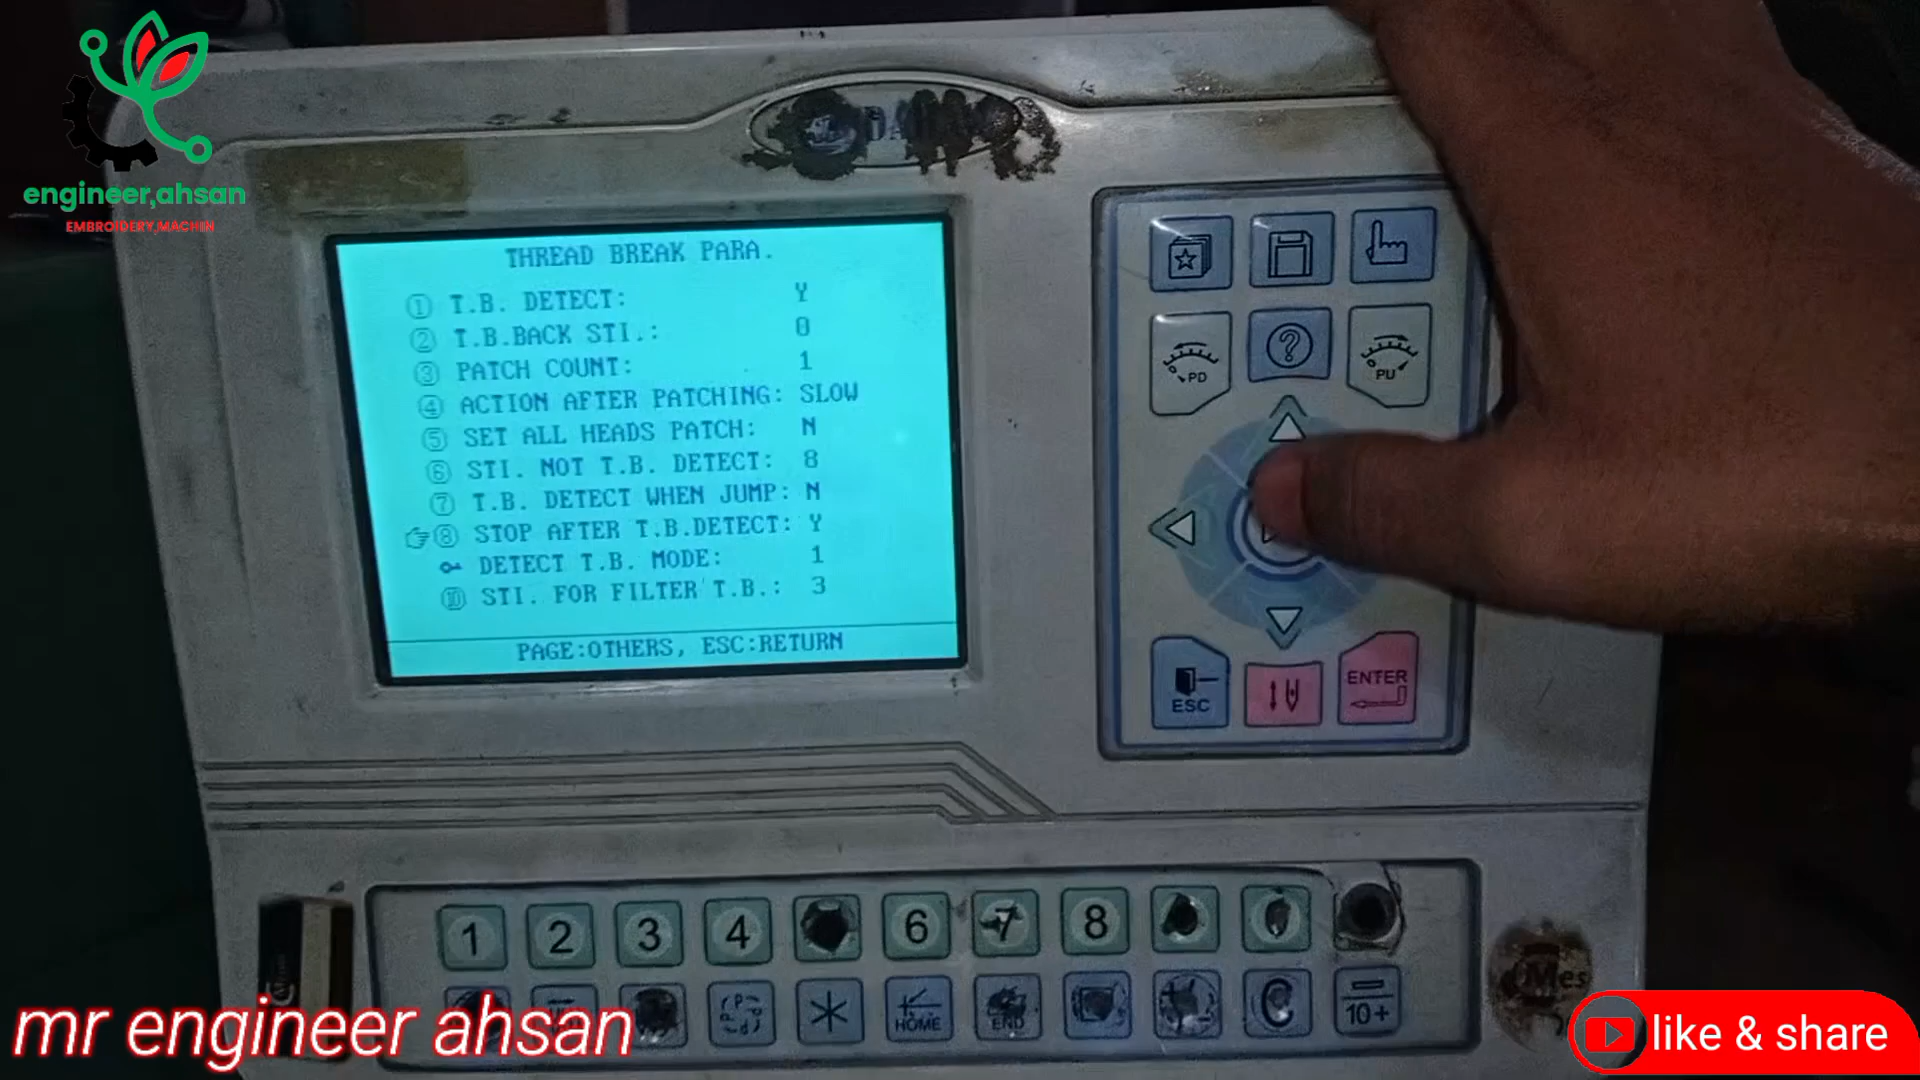 engineer,ahsan
EMBROIDERY,MACHIN
THREAD BREAK PARA.
① T.B. DETECT: Y
② T.B.BACK STI.: 0
③ PATCH COUNT: 1
④ ACTION AFTER PATCHING: SLOW
⑤ SET ALL HEADS PATCH: N
⑥ STI. NOT T.B. DETECT: 8
⑦ T.B. DETECT WHEN JUMP: N
⑧ STOP AFTER T.B.DETECT: Y
DETECT T.B. MODE: 1
⑩ STI. FOR FILTER T.B.: 3
PAGE:OTHERS, ESC:RETURN
PD
?
PU
ESC
ENTER
1 2 3 4 6 7 8
HOME END C 10+
mr engineer ahsan
like & share